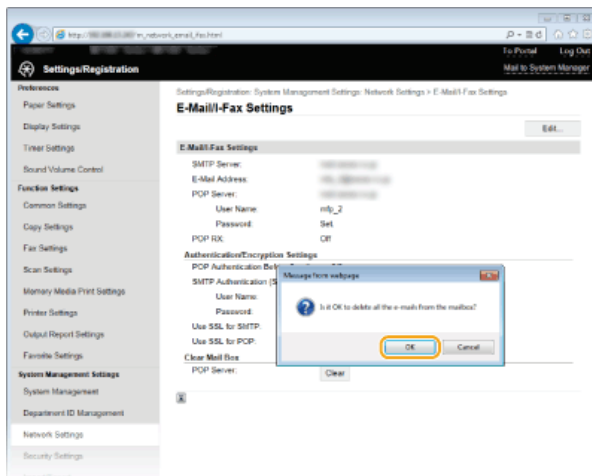 http://
m_network_email_fax.html
To Portal Log Out
Settings/Registration
Mail to System Manager
Preferences
Paper Settings
Display Settings
Timer Settings
Sound Volume Control
Function Settings
Common Settings
Copy Settings
Fax Settings
Scan Settings
Memory Media Print Settings
Printer Settings
Output Report Settings
Favorite Settings
System Management Settings
System Management
Department ID Management
Network Settings
Security Settings
Settings/Registration: System Management Settings: Network Settings > E-Mail/I-Fax Settings
E-Mail/I-Fax Settings
Edit...
E-Mail/I-Fax Settings
SMTP Server:
E-Mail Address:
POP Server:
User Name: mfp_2
Password: Set
POP RX: Off
Authentication/Encryption Settings
POP Authentication Bef
SMTP Authentication (S
User Name:
Password:
Use SSL for SMTP:
Use SSL for POP:
Clear Mail Box
POP Server: Clear
Message from webpage
Is it OK to delete all the e-mails from the mailbox?
OK Cancel